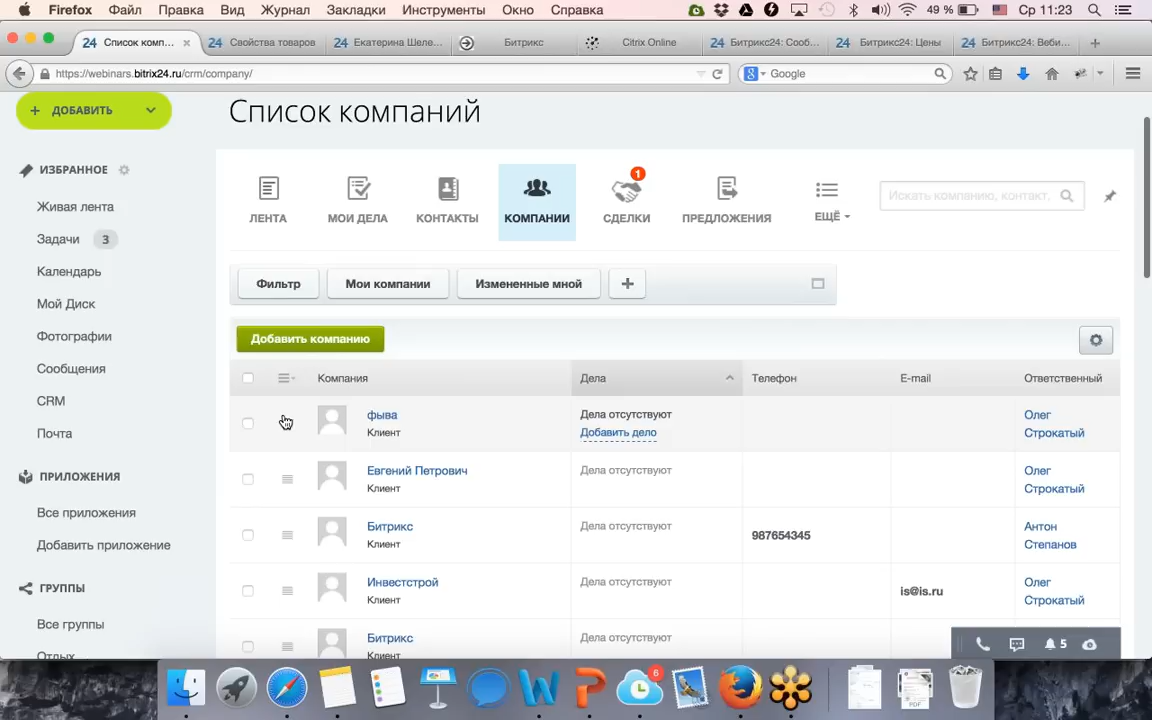 Firefox Файл Правка Вид Журнал Закладки Инструменты Окно Справка 49 % Ср 11:23
24 Список комп... 24 Свойства товаров 24 Екатерина Шеле... Битрикс Citrix Online 24 Битрикс24: Сооб... 24 Битрикс24: Цены 24 Битрикс24: Веби...
https://webinars.bitrix24.ru/crm/company/ Google
ДОБАВИТЬ
Список компаний
ИЗБРАННОЕ
Живая лента
Задачи 3
Календарь
Мой Диск
Фотографии
Сообщения
CRM
Почта
ПРИЛОЖЕНИЯ
Все приложения
Добавить приложение
ГРУППЫ
Все группы
Отдых
ЛЕНТА МОИ ДЕЛА КОНТАКТЫ КОМПАНИИ 1 СДЕЛКИ ПРЕДЛОЖЕНИЯ ЕЩЁ
Искать компанию, контакт,
Фильтр Мои компании Измененные мной +
Добавить компанию
Компания Дела Телефон E-mail Ответственный
фыва Дела отсутствуют Олег
Клиент Добавить дело Строкатый
Евгений Петрович Дела отсутствуют Олег
Клиент Строкатый
Битрикс Дела отсутствуют 987654345 Антон
Клиент Степанов
Инвестстрой Дела отсутствуют is@is.ru Олег
Клиент Строкатый
Битрикс Дела отсутствуют
5
6
PDF